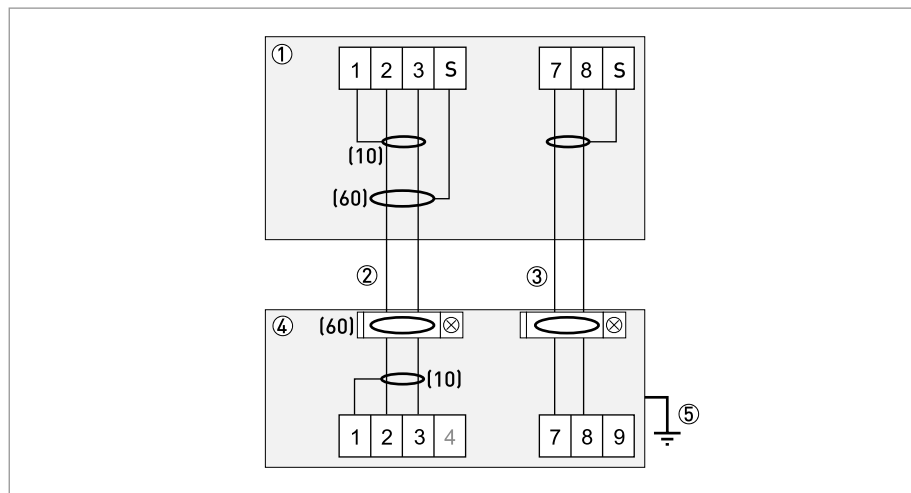 ①
1 2 3 S
7 8 S
(10)
(60)
②
③
④
(60)
(10)
1 2 3 4
7 8 9
⑤